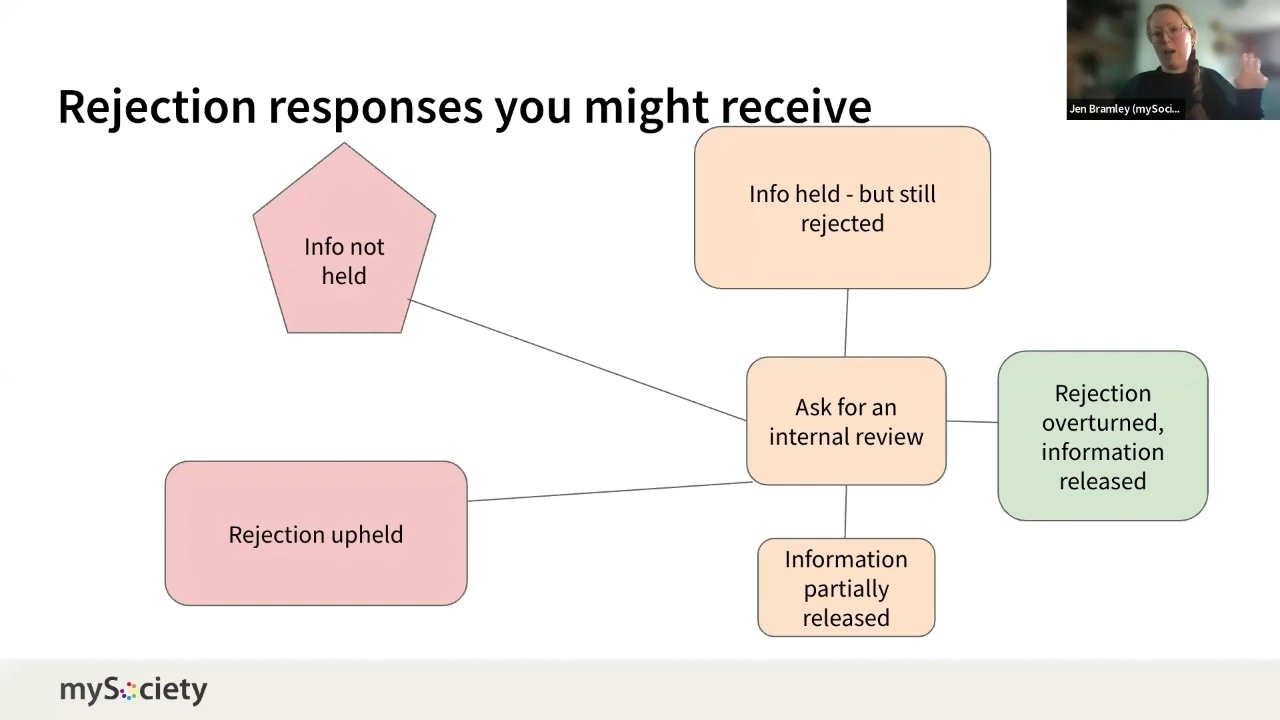 Jen Bramley (mySoci...
Rejection responses you might receive
Info held - but still
rejected
Info not
held
Ask for an
internal review
Rejection
overturned,
information
released
Rejection upheld
Information
partially
released
mySociety